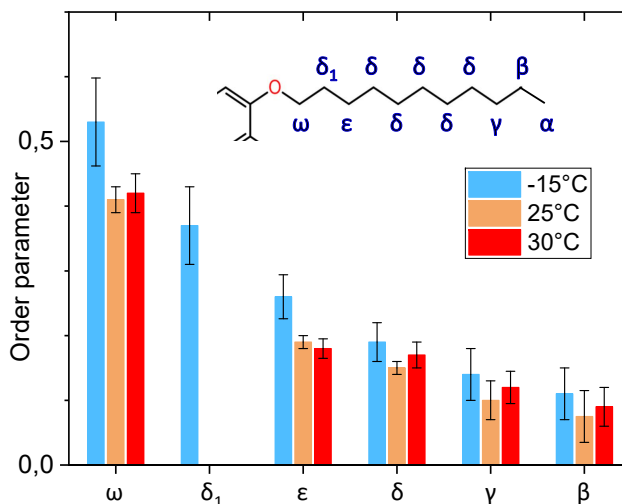 δ₁ δ δ δ β
O
ω ε δ δ γ α
0,5
-15°C
25°C
30°C
Order parameter
0,0
ω δ₁ ε δ γ β